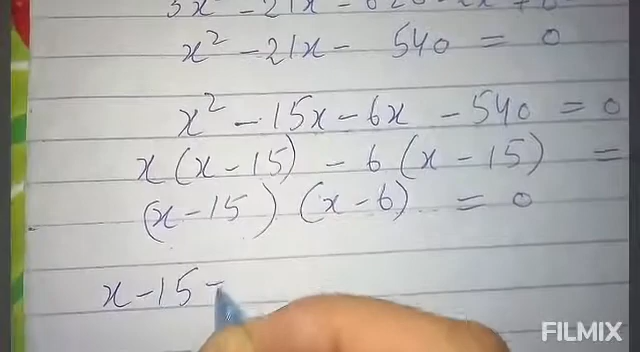 x² - 21x - 540 = 0
x² - 15x - 6x - 540 = 0
x (x - 15) - 6 (x - 15) =
(x - 15) (x - 6) = 0
x - 15 =
FILMIX